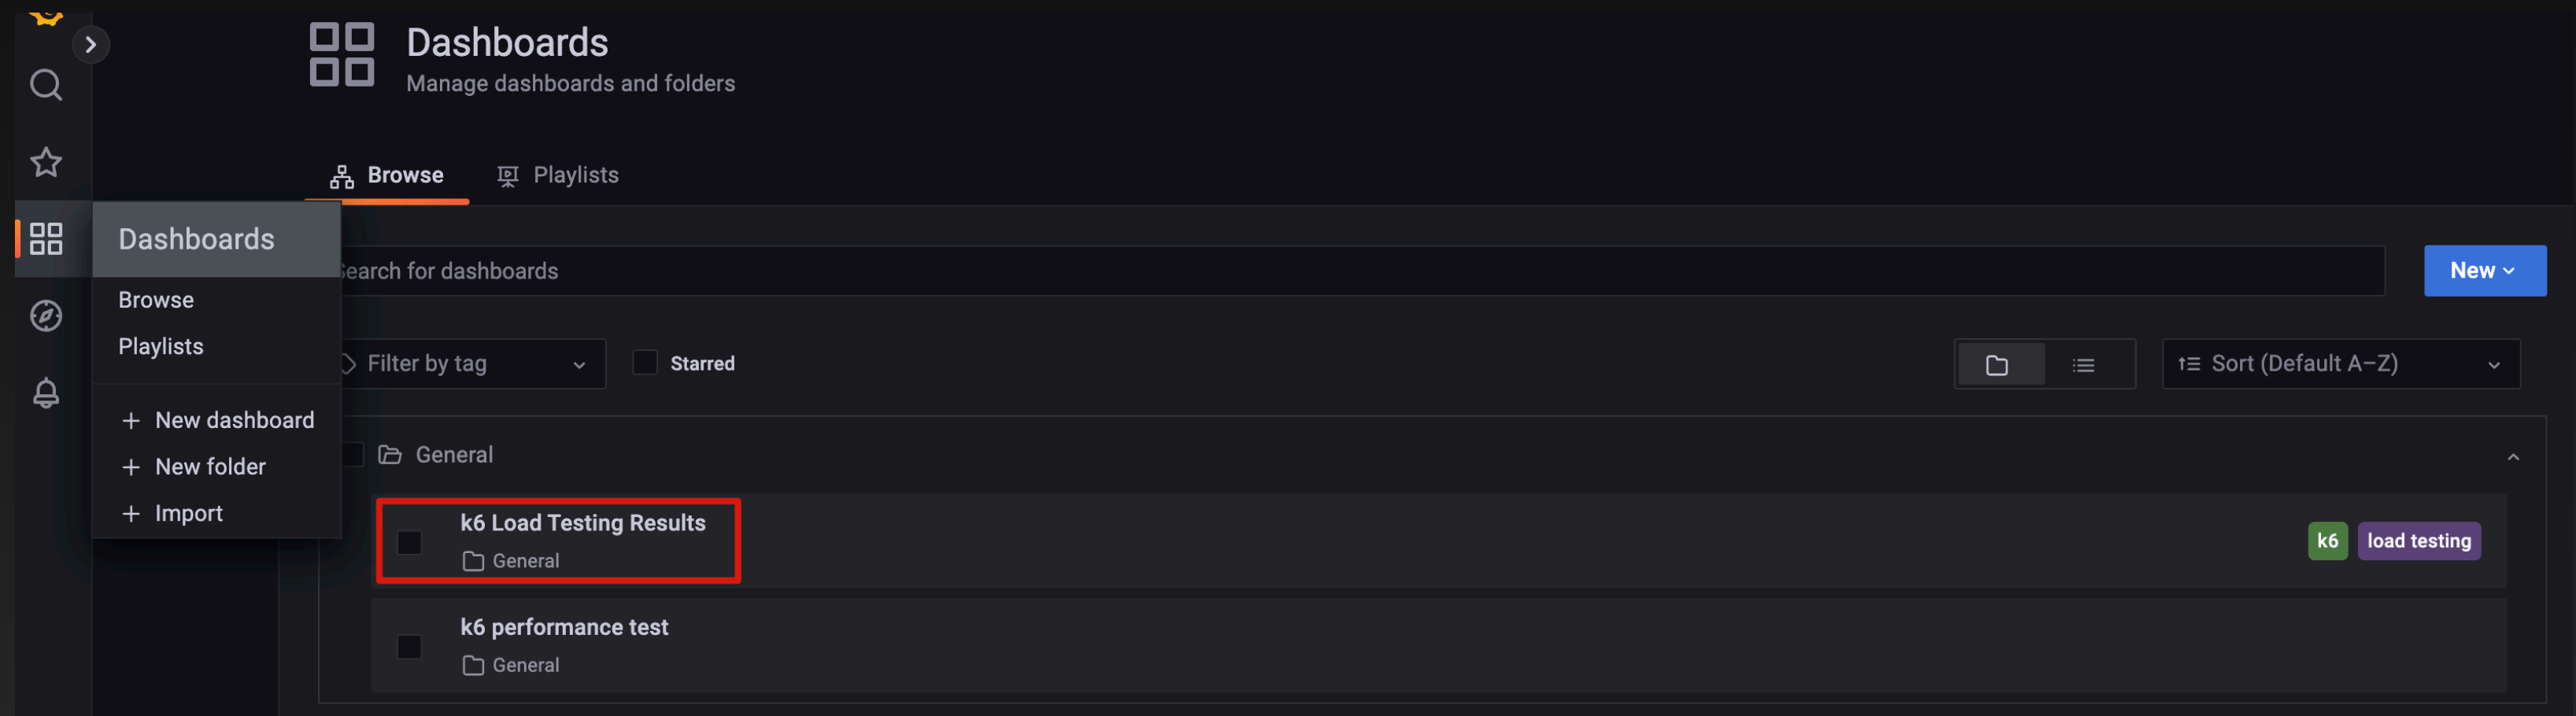 Dashboards
Manage dashboards and folders
Browse
Playlists
Dashboards
Browse
Playlists
New dashboard
New folder
Import
Search for dashboards
New
Filter by tag
Starred
Sort (Default A–Z)
General
k6 Load Testing Results
General
k6
load testing
k6 performance test
General